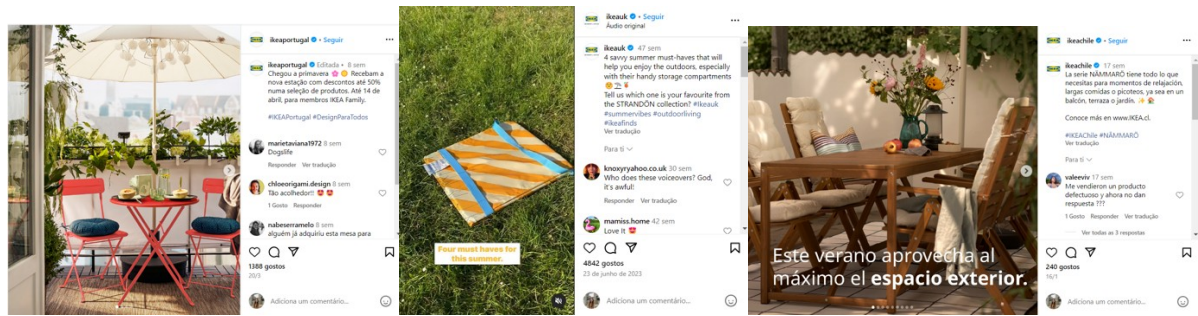 ikeaportugal • Seguir
ikeaportugal Editada • 8 sem
Chegou a primavera 🌸 🌼 Recebam a
nova estação com descontos até 50%
numa seleção de produtos. Até 14 de
abril, para membros IKEA Family.
#IKEAPortugal #DesignParaTodos
marietaviana1972 8 sem
Dogslife
Responder Ver tradução
chloeorigami.design 8 sem
Tão acolhedor!! 😍 😍
1 Gosto Responder
nabeserramelo 8 sem
alguém já adquiriu esta mesa para
1388 gostos
20/3
Adiciona um comentário...
Four must haves for
this summer.
ikeauk • Seguir
Áudio original
ikeauk 47 sem
4 savvy summer must-haves that will
help you enjoy the outdoors, especially
with their handy storage compartments
Tell us which one is your favourite from
the STRANDÖN collection? #Ikeauk
#summervibes #outdoorliving
#ikeafinds
Ver tradução
Para ti
knoxyryahoo.co.uk 30 sem
Who does these voiceovers? God,
it's awful!
Responder Ver tradução
mamiss.home 42 sem
Love It 😍
4842 gostos
23 de junho de 2023
Adiciona um comentário...
Este verano aprovecha al
máximo el espacio exterior.
ikeachile • Seguir
ikeachile 17 sem
La serie NÄMMARÖ tiene todo lo que
necesitas para momentos de relajación,
largas comidas o picoteos, ya sea en un
balcón, terraza o jardín. ✨ 🏡
Conoce más en www.IKEA.cl.
#IKEAChile #NÄMMARÖ
Ver tradução
Para ti
valeeviv 17 sem
Me vendieron un producto
defectuoso y ahora no dan
respuesta ???
1 Gosto Responder Ver tradução
Ver todas as 3 respostas
240 gostos
16/1
Adiciona um comentário...